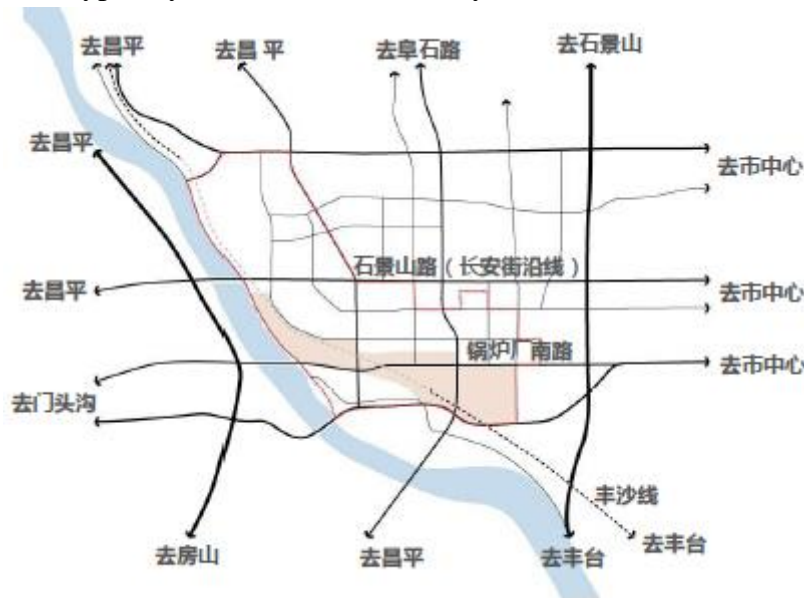 去昌平
去昌 平
去阜石路
去石景山
去昌平
去市中心
石景山路（长安街沿线）
去昌平
去市中心
锅炉厂南路
去市中心
去门头沟
丰沙线
去房山
去昌平
去丰台
去丰台